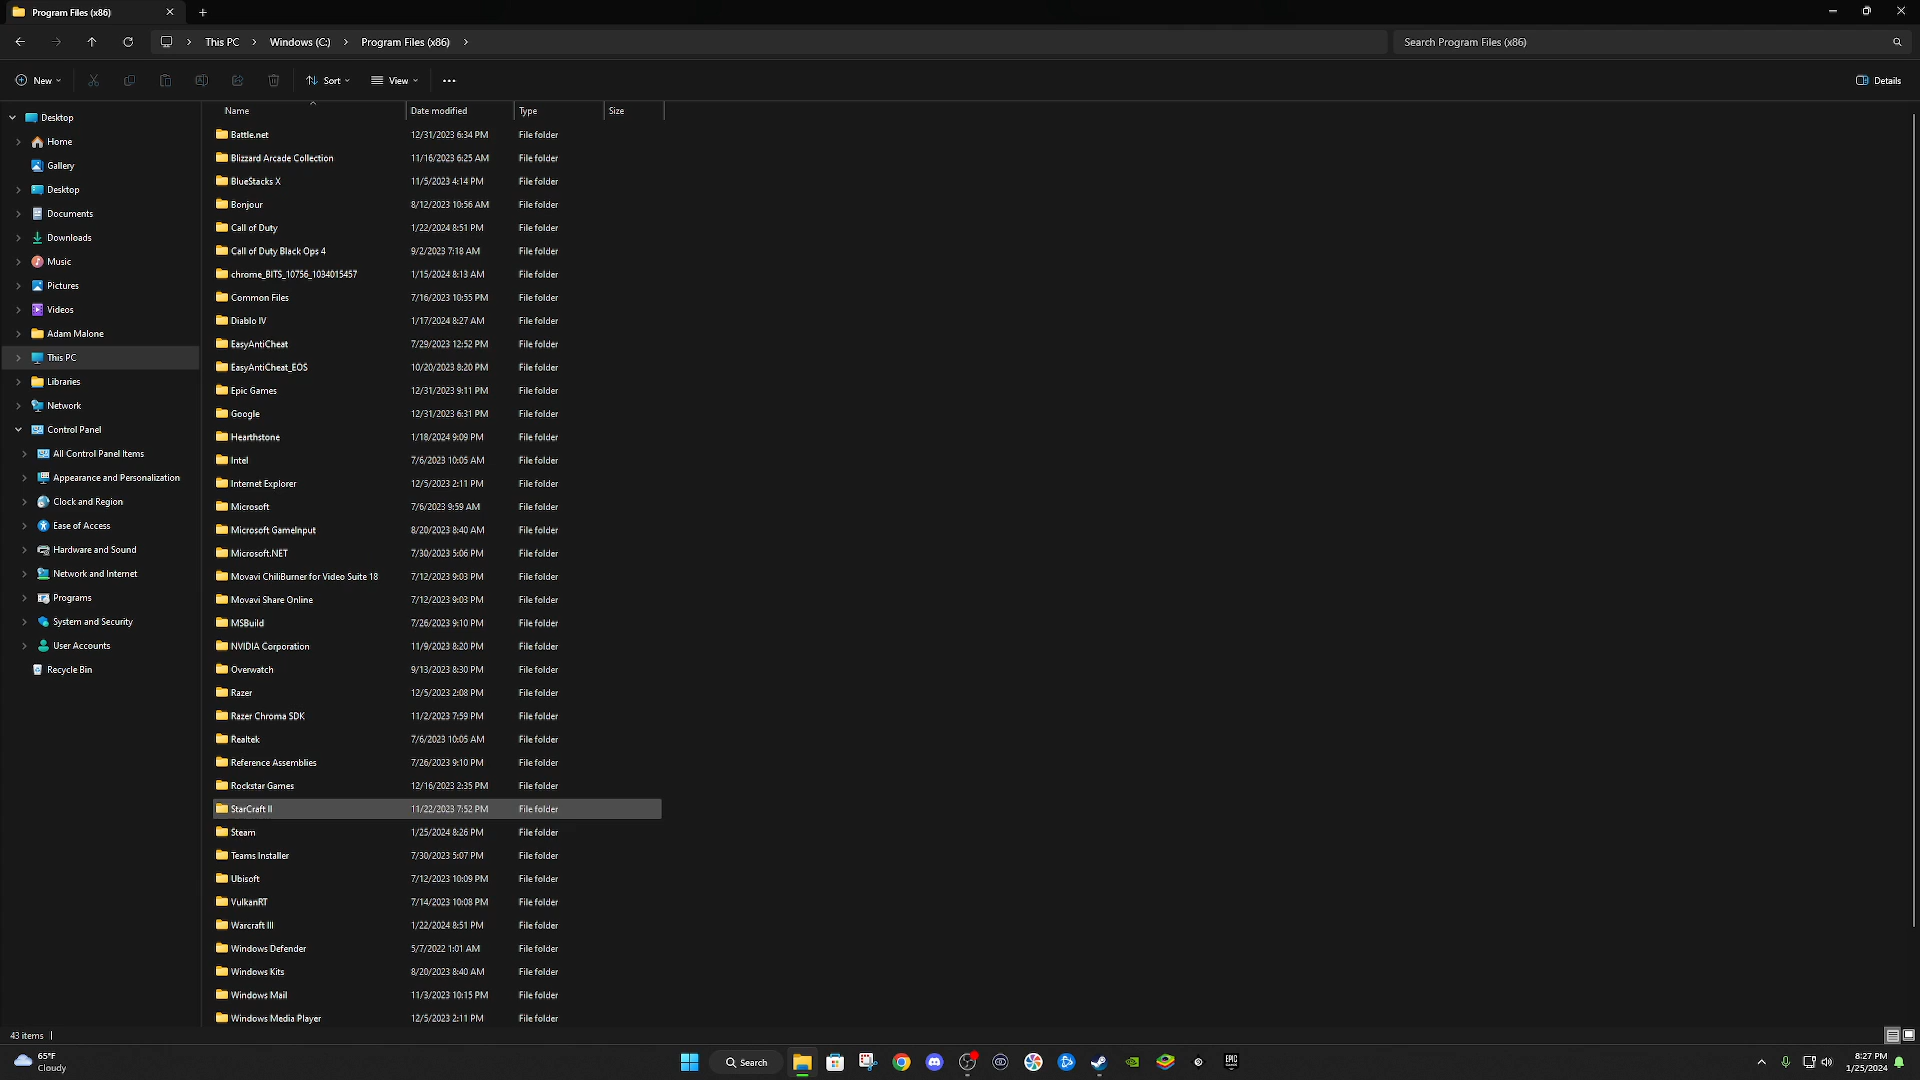 Program Files (x86)
This PC
Windows (C:)
Program Files (x86)
Search Program Files (x86)
New
Sort
View
Details
Name Date modified Type Size
Desktop
Home
Gallery
Desktop
Documents
Downloads
Music
Pictures
Videos
Adam Malone
This PC
Libraries
Network
Control Panel
All Control Panel Items
Appearance and Personalization
Clock and Region
Ease of Access
Hardware and Sound
Network and Internet
Programs
System and Security
User Accounts
Recycle Bin
Battle.net 12/31/2023 6:34 PM File folder
Blizzard Arcade Collection 11/16/2023 6:25 AM File folder
BlueStacks X 11/5/2023 4:14 PM File folder
Bonjour 8/12/2023 10:56 AM File folder
Call of Duty 1/22/2024 8:51 PM File folder
Call of Duty Black Ops 4 9/2/2023 7:18 AM File folder
chrome_BITS_10756_1034015457 1/15/2024 8:13 AM File folder
Common Files 7/16/2023 10:55 PM File folder
Diablo IV 1/17/2024 8:27 AM File folder
EasyAntiCheat 7/29/2023 12:52 PM File folder
EasyAntiCheat_EOS 10/20/2023 8:20 PM File folder
Epic Games 12/31/2023 9:11 PM File folder
Google 12/31/2023 6:31 PM File folder
Hearthstone 1/18/2024 9:09 PM File folder
Intel 7/6/2023 10:05 AM File folder
Internet Explorer 12/5/2023 2:11 PM File folder
Microsoft 7/6/2023 9:59 AM File folder
Microsoft GameInput 8/20/2023 8:40 AM File folder
Microsoft.NET 7/30/2023 5:06 PM File folder
Movavi ChiliBurner for Video Suite 18 7/12/2023 9:03 PM File folder
Movavi Share Online 7/12/2023 9:03 PM File folder
MSBuild 7/26/2023 9:10 PM File folder
NVIDIA Corporation 11/9/2023 8:20 PM File folder
Overwatch 9/13/2023 8:30 PM File folder
Razer 12/5/2023 2:08 PM File folder
Razer Chroma SDK 11/2/2023 7:59 PM File folder
Realtek 7/6/2023 10:05 AM File folder
Reference Assemblies 7/26/2023 9:10 PM File folder
Rockstar Games 12/16/2023 2:35 PM File folder
StarCraft II 11/22/2023 7:52 PM File folder
Steam 1/25/2024 8:26 PM File folder
Teams Installer 7/30/2023 5:07 PM File folder
Ubisoft 7/12/2023 10:09 PM File folder
VulkanRT 7/14/2023 10:08 PM File folder
Warcraft III 1/22/2024 8:51 PM File folder
Windows Defender 5/7/2022 1:01 AM File folder
Windows Kits 8/20/2023 8:40 AM File folder
Windows Mail 11/3/2023 10:15 PM File folder
Windows Media Player 12/5/2023 2:11 PM File folder
43 items
65°F
Cloudy
Search
EPIC
8:27 PM
1/25/2024